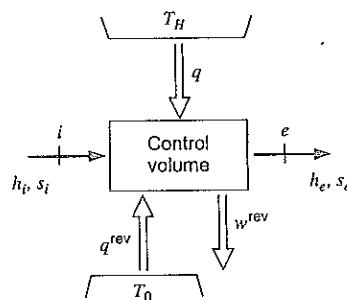 T_H
q
i
Control
volume
e
h_i, s_i
h_e, s_e
q^rev
w^rev
T_0